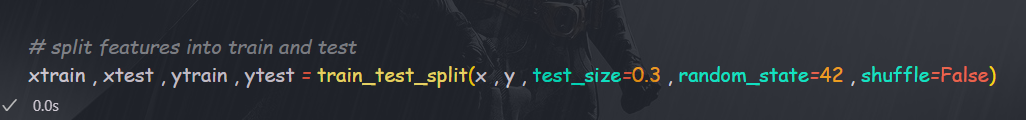 # split features into train and test
xtrain , xtest , ytrain , ytest = train_test_split(x , y , test_size=0.3 , random_state=42 , shuffle=False)
0.0s